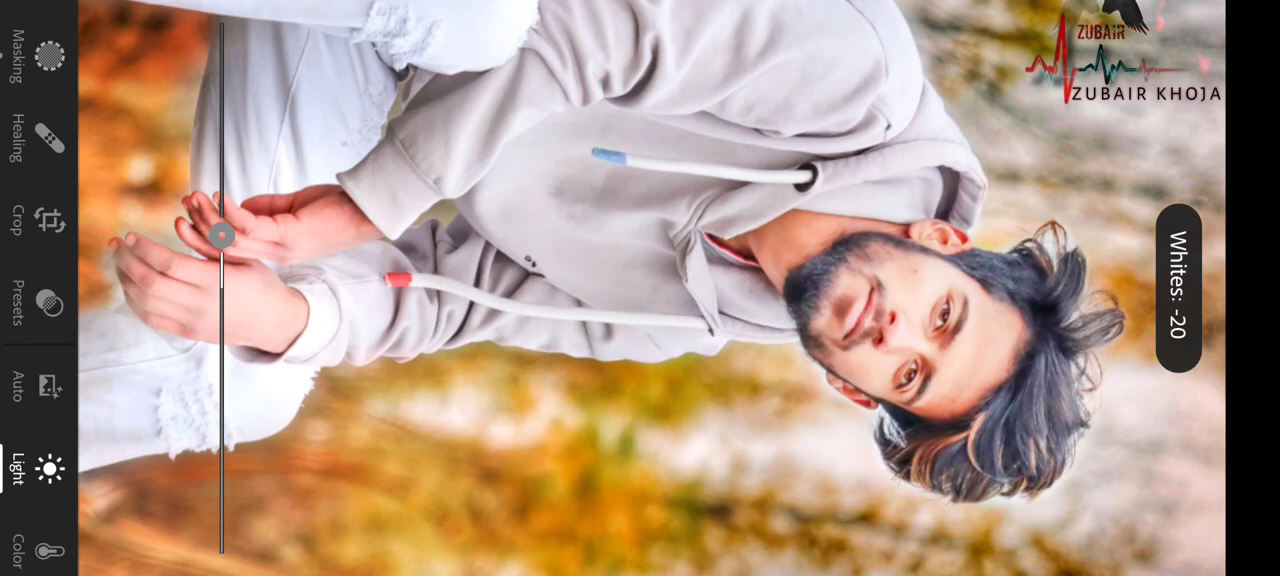 ZUBAIR
ZUBAIR KHOJA
Whites: -20
Masking
Healing
Crop
Presets
Auto
Light
Color